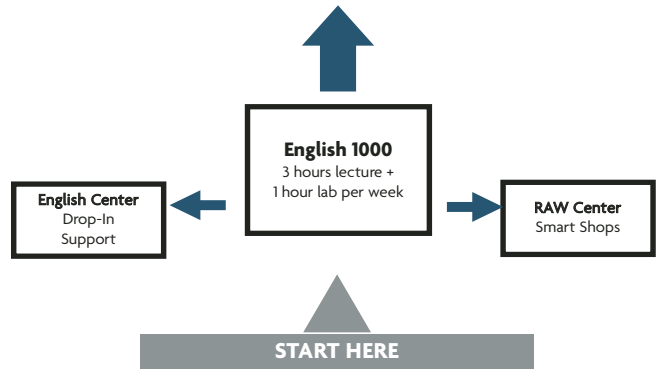 English 1000
3 hours lecture +
1 hour lab per week
English Center
Drop-In
Support
RAW Center
Smart Shops
START HERE